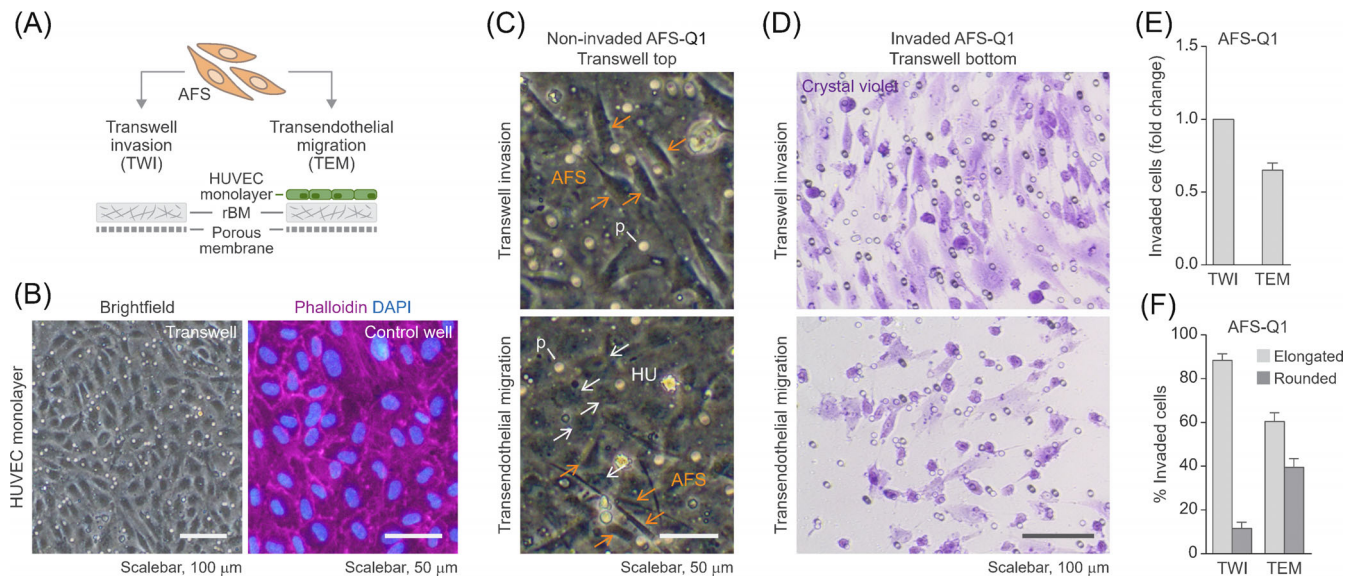 (A)
AFS
Transwell
invasion
(TWI)
Transendothelial
migration
(TEM)
HUVEC
monolayer
rBM
Porous
membrane
(B)
Brightfield
Phalloidin DAPI
HUVEC monolayer
Transwell
Control well
Scalebar, 100 μm
Scalebar, 50 μm
(C)
Non-invaded AFS-Q1
Transwell top
Transwell invasion
AFS
p
Transendothelial migration
p
HU
AFS
Scalebar, 50 μm
(D)
Invaded AFS-Q1
Transwell bottom
Transwell invasion
Crystal violet
Transendothelial migration
Scalebar, 100 μm
(E)
AFS-Q1
Invaded cells (fold change)
1.5
1.0
0.5
0.0
TWI TEM
(F)
AFS-Q1
% Invaded cells
100
80
60
40
20
0
Elongated
Rounded
TWI TEM